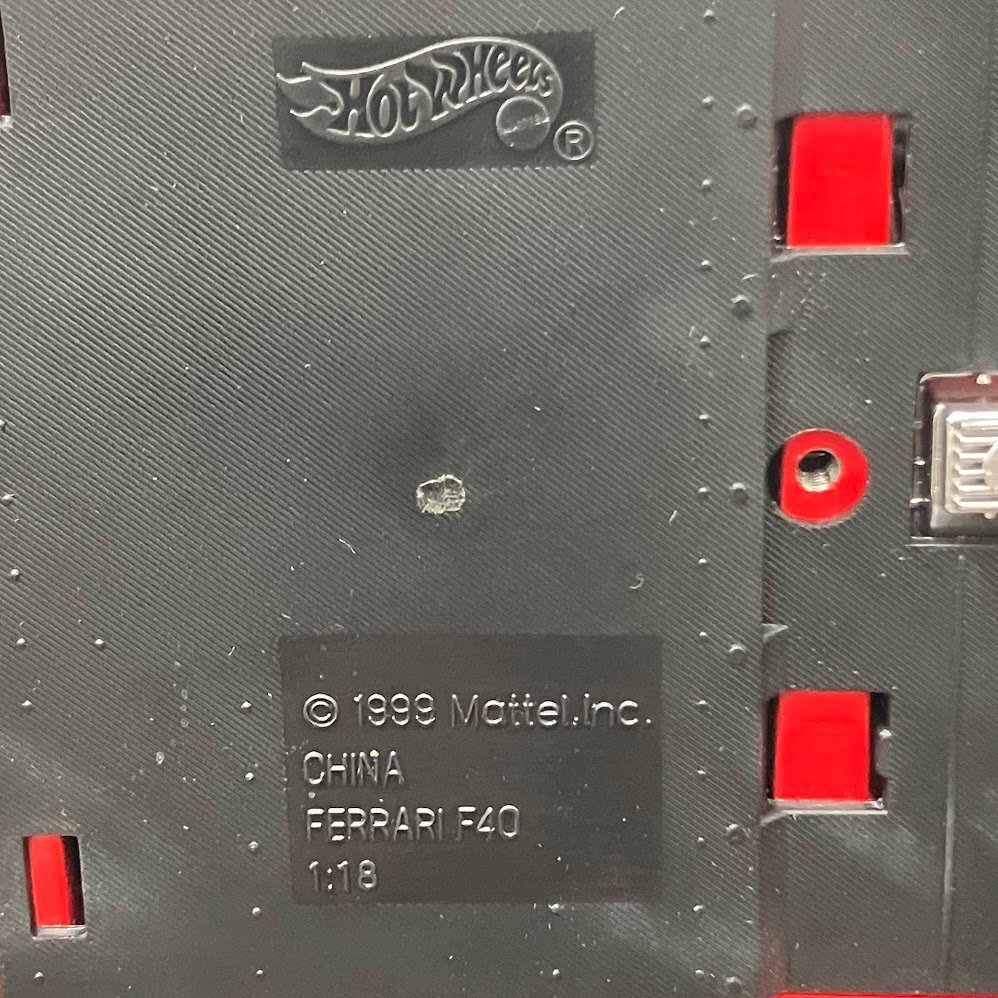 Hot Wheels
®
© 1999 Mattel,Inc.
CHINA
FERRARI F40
1:18